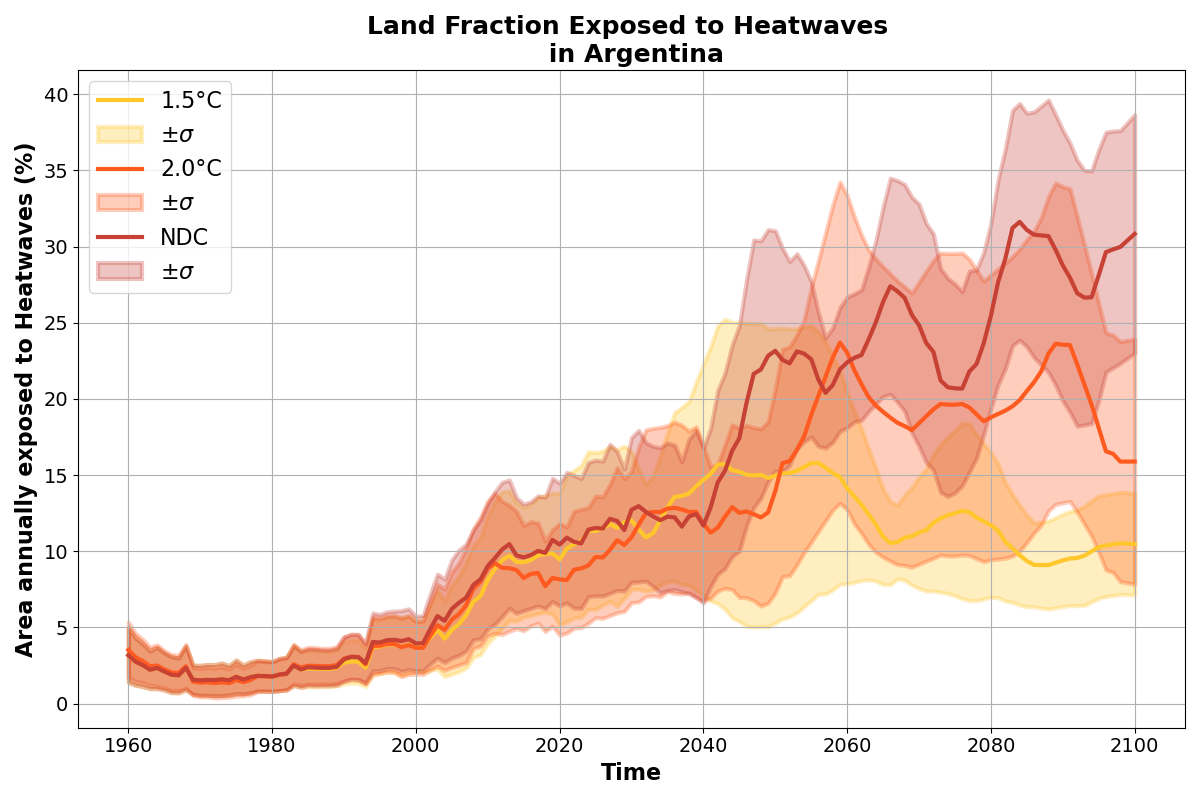 Land Fraction Exposed to Heatwaves
in Argentina
Area annually exposed to Heatwaves (%)
40
35
30
25
20
15
10
5
0
1.5°C
±σ
2.0°C
±σ
NDC
±σ
1960
1980
2000
2020
2040
2060
2080
2100
Time